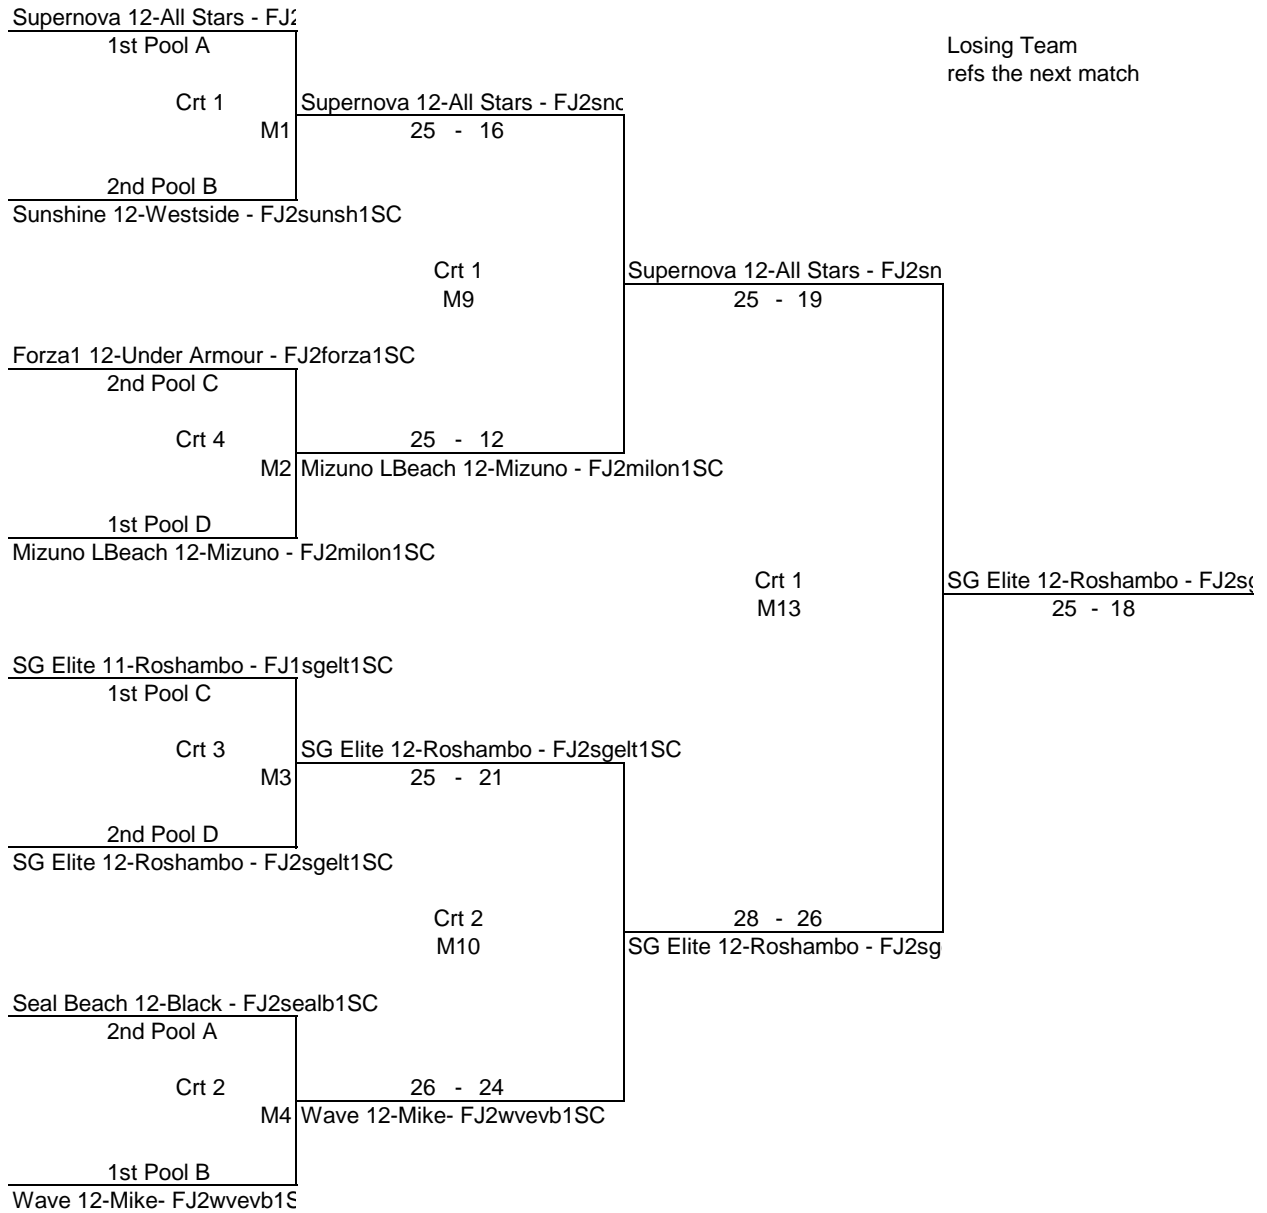 Supernova 12-All Stars - FJ2
1st Pool A
Losing Team
refs the next match
Crt 1
Supernova 12-All Stars - FJ2snc
M1
25 - 16
2nd Pool B
Sunshine 12-Westside - FJ2sunsh1SC
Crt 1
Supernova 12-All Stars - FJ2sn
M9
25 - 19
Forza1 12-Under Armour - FJ2forza1SC
2nd Pool C
Crt 4
25 - 12
M2
Mizuno LBeach 12-Mizuno - FJ2milon1SC
1st Pool D
Mizuno LBeach 12-Mizuno - FJ2milon1SC
Crt 1
SG Elite 12-Roshambo - FJ2sg
M13
25 - 18
SG Elite 11-Roshambo - FJ1sgelt1SC
1st Pool C
Crt 3
SG Elite 12-Roshambo - FJ2sgelt1SC
M3
25 - 21
2nd Pool D
SG Elite 12-Roshambo - FJ2sgelt1SC
Crt 2
28 - 26
M10
SG Elite 12-Roshambo - FJ2sg
Seal Beach 12-Black - FJ2sealb1SC
2nd Pool A
Crt 2
26 - 24
M4
Wave 12-Mike- FJ2wvevb1SC
1st Pool B
Wave 12-Mike- FJ2wvevb1S